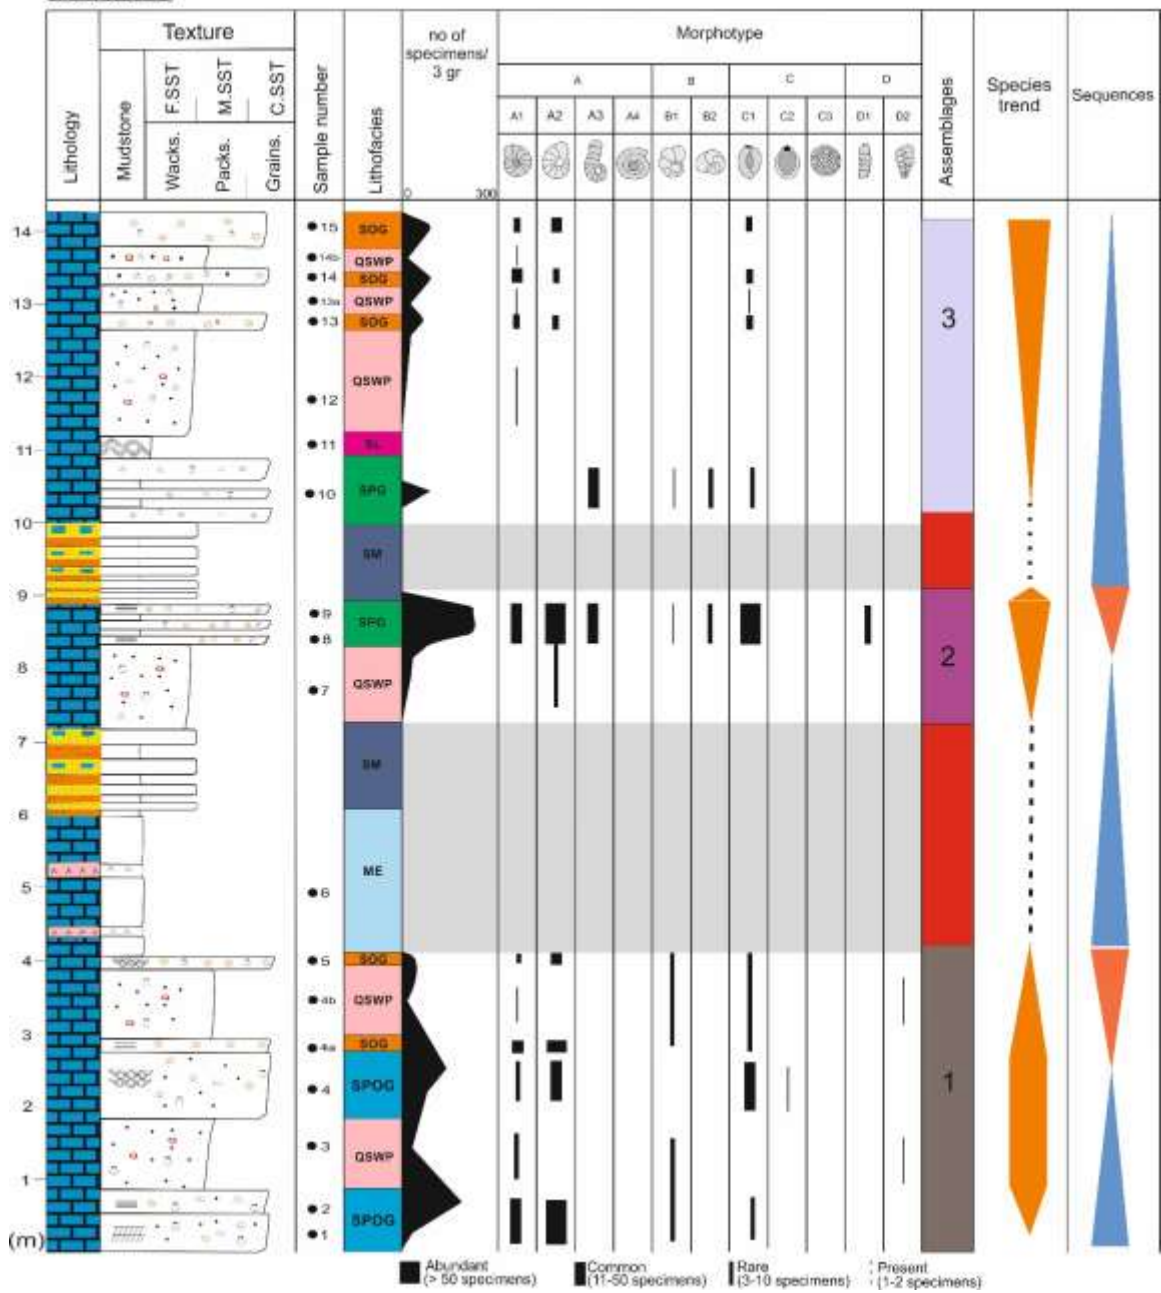 Texture
no of
specimens/
3 gr
Morphotype
Lithology
Mudstone
F.SST
M.SST
C.SST
Wacks.
Packs.
Grains.
Sample number
Lithofacies
0 300
A B C D
A1 A2 A3 A4 B1 B2 C1 C2 C3 D1 D2
Assemblages
Species
trend
Sequences
14 15 SOG
14b QSWP
14 SOG
13 13a QSWP
13 SOG
3
12 QSWP
12
11 11 SL
10 SPG
10 SM
9
9 SPG
8
2
8 QSWP
7
7 SM
6
ME
5 6
4 5 SOG
4b QSWP
3 4a SOG
1
4 SPOG
2
3 QSWP
1
2 SPOG
(m) 1
Abundant
(> 50 specimens)
Common
(11-50 specimens)
Rare
(3-10 specimens)
Present
(1-2 specimens)